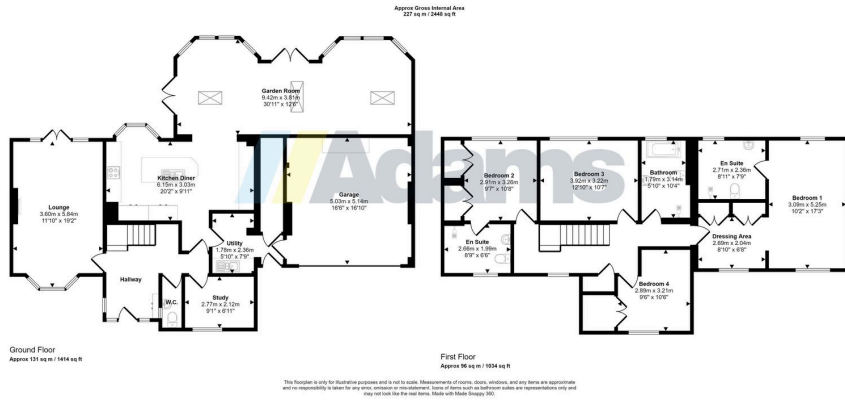 Approx Gross Internal Area
227 sq m / 2448 sq ft
Garden Room
9.42m x 3.81m
30'11" x 12'6"
Adams
Kitchen Diner
6.15m x 3.03m
20'2" x 9'11"
Lounge
3.60m x 5.84m
11'10" x 19'2"
Garage
5.03m x 5.14m
16'6" x 16'10"
Utility
1.78m x 2.36m
5'10" x 7'9"
Hallway
W.C.
Study
2.77m x 2.12m
9'1" x 6'11"
Ground Floor
Approx 131 sq m / 1414 sq ft
Bedroom 2
2.91m x 3.26m
9'7" x 10'8"
Bedroom 3
3.92m x 3.22m
12'10" x 10'7"
Bathroom
1.79m x 3.14m
5'10" x 10'4"
En Suite
2.71m x 2.36m
8'11" x 7'9"
Bedroom 1
3.09m x 5.25m
10'2" x 17'3"
En Suite
2.66m x 1.99m
8'9" x 6'6"
Dressing Area
2.69m x 2.04m
8'10" x 6'8"
Bedroom 4
2.89m x 3.21m
9'6" x 10'6"
First Floor
Approx 96 sq m / 1034 sq ft
This floorplan is only for illustrative purposes and is not to scale. Measurements of rooms, doors, windows, and any items are approximate
and no responsibility is taken for any error, omission or mis-statement. Icons of items such as bathroom suites are representations only and
may not look like the real items. Made with Made Snappy 360.